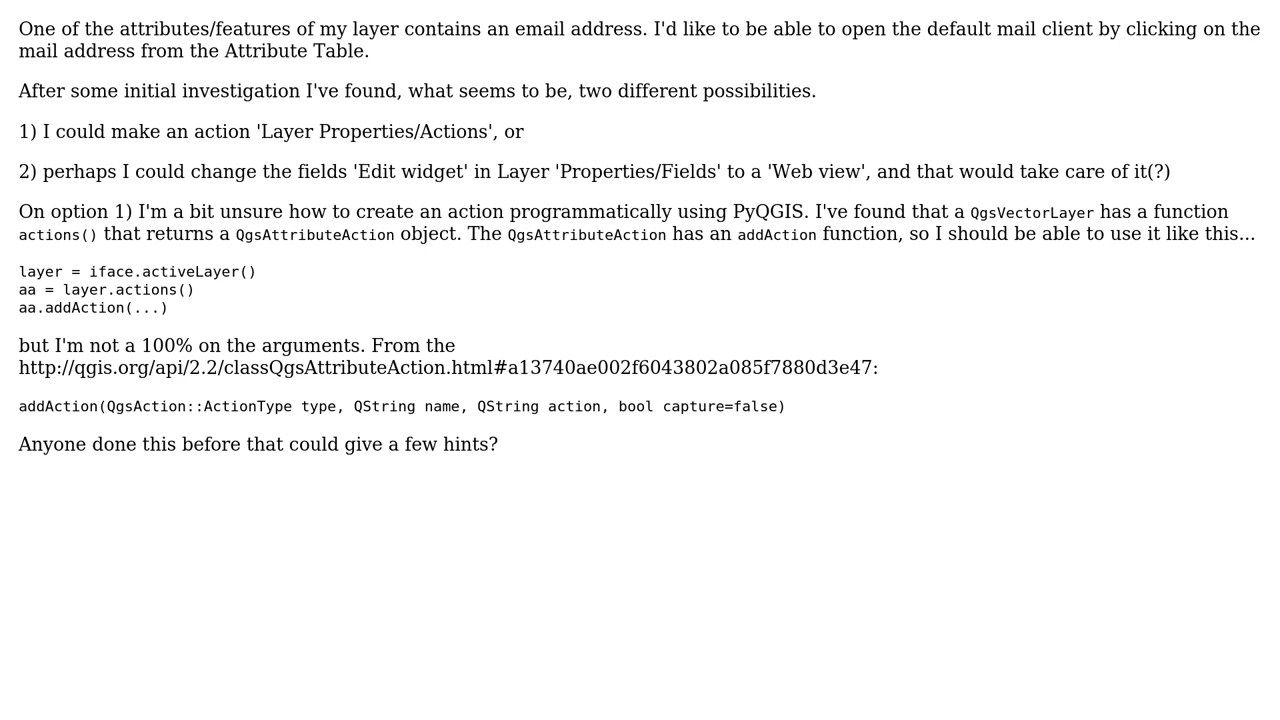 One of the attributes/features of my layer contains an email address. I'd like to be able to open the default mail client by clicking on the
mail address from the Attribute Table.
After some initial investigation I've found, what seems to be, two different possibilities.
1) I could make an action 'Layer Properties/Actions', or
2) perhaps I could change the fields 'Edit widget' in Layer 'Properties/Fields' to a 'Web view', and that would take care of it(?)
On option 1) I'm a bit unsure how to create an action programmatically using PyQGIS. I've found that a QgsVectorLayer has a function
actions() that returns a QgsAttributeAction object. The QgsAttributeAction has an addAction function, so I should be able to use it like this...
layer = iface.activeLayer()
aa = layer.actions()
aa.addAction(...)
but I'm not a 100% on the arguments. From the
http://qgis.org/api/2.2/classQgsAttributeAction.html#a13740ae002f6043802a085f7880d3e47:
addAction(QgsAction::ActionType type, QString name, QString action, bool capture=false)
Anyone done this before that could give a few hints?